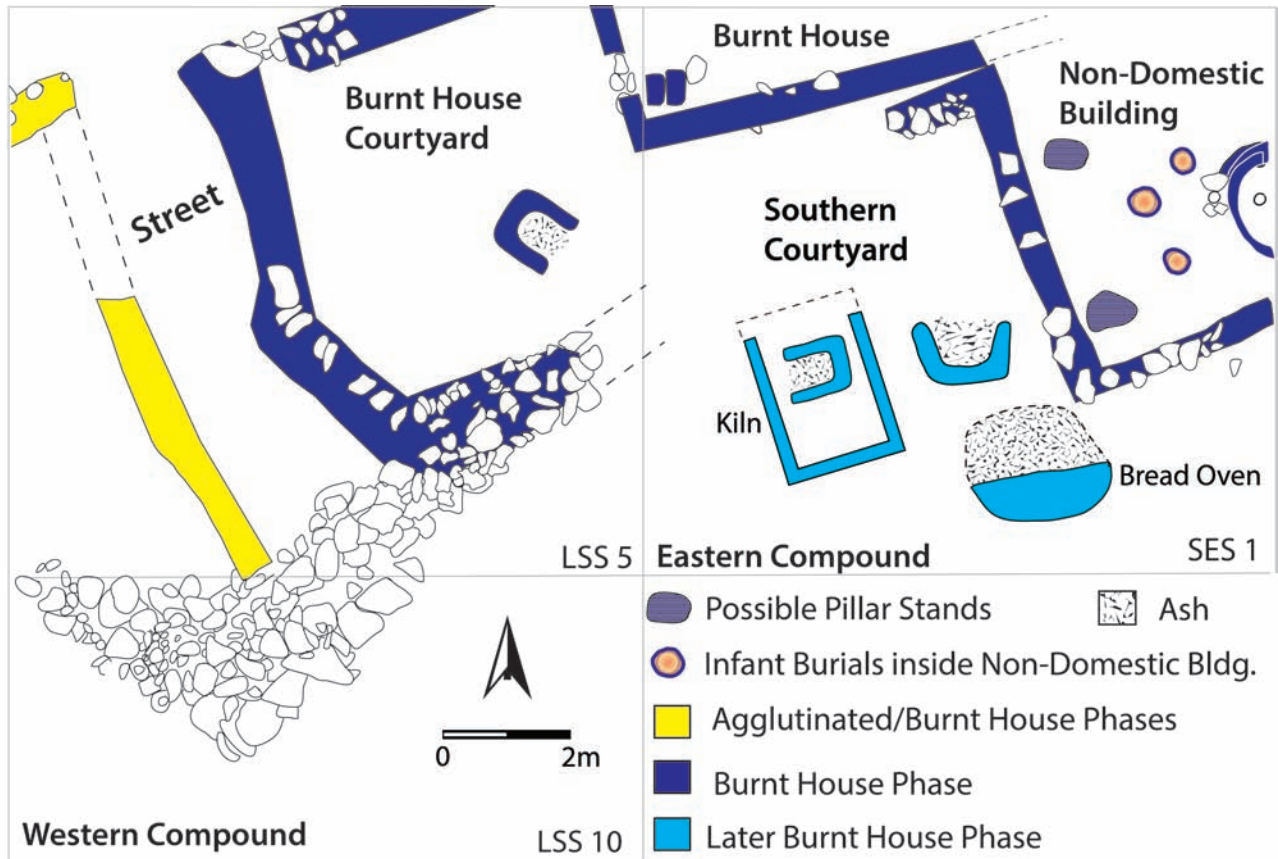 Burnt House
Courtyard
Street
LSS 5
Burnt House
Non-Domestic
Building
Southern
Courtyard
Kiln
Bread Oven
Eastern Compound
SES 1
0
2m
Western Compound
LSS 10
Possible Pillar Stands
Ash
Infant Burials inside Non-Domestic Bldg.
Agglutinated/Burnt House Phases
Burnt House Phase
Later Burnt House Phase